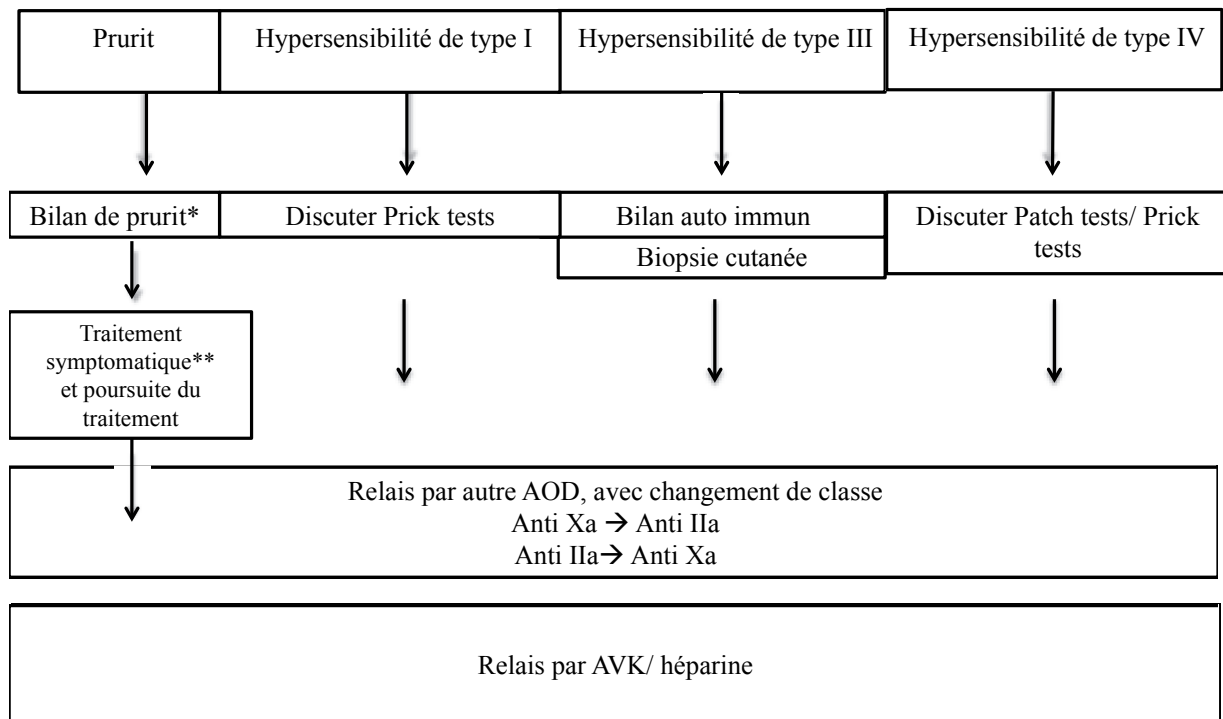 Prurit
Hypersensibilité de type I
Hypersensibilité de type III
Hypersensibilité de type IV
Bilan de prurit*
Discuter Prick tests
Bilan auto immun
Biopsie cutanée
Discuter Patch tests/ Prick
tests
Traitement
symptomatique**
et poursuite du
traitement
Relais par autre AOD, avec changement de classe
Anti Xa → Anti IIa
Anti IIa→ Anti Xa
Relais par AVK/ héparine